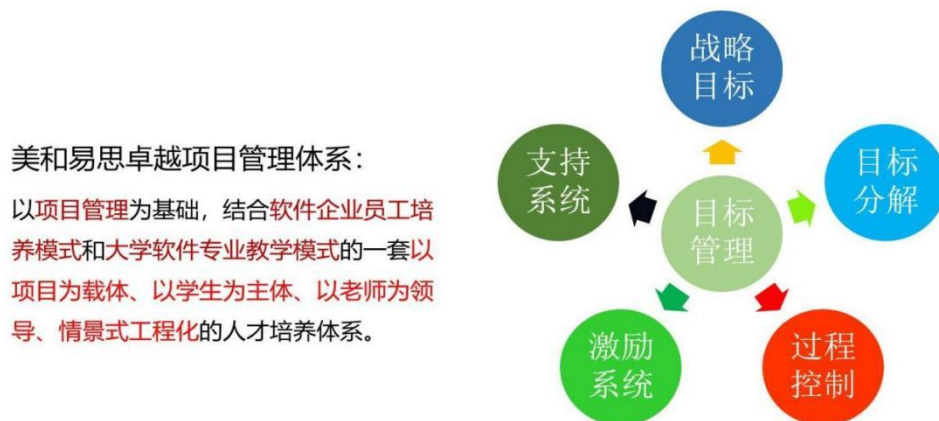 美和易思卓越项目管理体系：
以项目管理为基础，结合软件企业员工培
养模式和大学软件专业教学模式的一套以
项目为载体、以学生为主体、以老师为领
导、情景式工程化的人才培养体系。
战略
目标
支持
系统
目标
分解
目标
管理
激励
系统
过程
控制